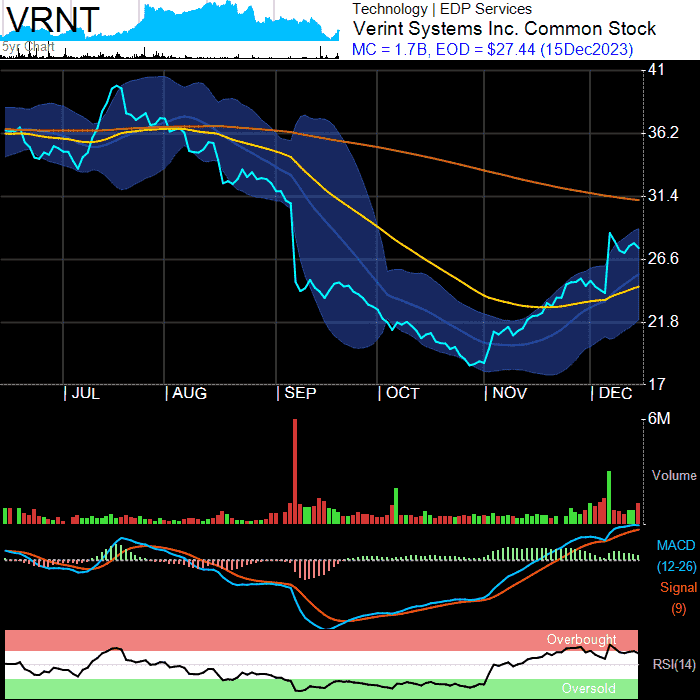 VRNT
5yr Chart
Technology | EDP Services
Verint Systems Inc. Common Stock
MC = 1.7B, EOD = $27.44 (15Dec2023)
41
36.2
31.4
26.6
21.8
17
| JUL | AUG | SEP | OCT | NOV | DEC
6M
Volume
MACD
(12-26)
Signal
(9)
Overbought
RSI(14)
Oversold